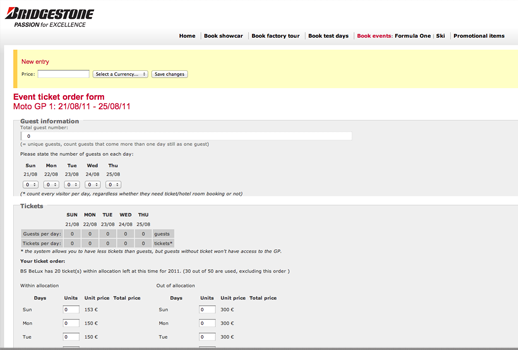 BRIDGESTONE
PASSION for EXCELLENCE
Home Book showcar Book factory tour Book test days Book events: Formula One Ski Promotional items
New entry
Price: Select a Currency... Save changes
Event ticket order form
Moto GP 1: 21/08/11 - 25/08/11
Guest information
Total guest number:
0
(= unique guests, count guests that come more than one day still as one guest)
Please state the number of guests on each day:
Sun Mon Tue Wed Thu
21/08 22/08 23/08 24/08 25/08
0 0 0 0 0
(* count every visitor per day, regardless whether they need ticket/hotel room booking or not)
Tickets
SUN MON TUE WED THU
21/08 22/08 23/08 24/08 25/08
Guests per day: 0 0 0 0 0 guests
Tickets per day: 0 0 0 0 0 tickets*
* the system allows you to have less tickets than guests, but guests without ticket won't have access to the GP.
Your ticket order:
BS BeLux has 20 ticket(s) within allocation left at this time for 2011. (30 out of 50 are used, excluding this order )
Within allocation Out of allocation
Days Units Unit price Total price Days Units Unit price Total price
Sun 0 153 € Sun 0 300 €
Mon 0 150 € Mon 0 300 €
Tue 0 150 € Tue 0 300 €